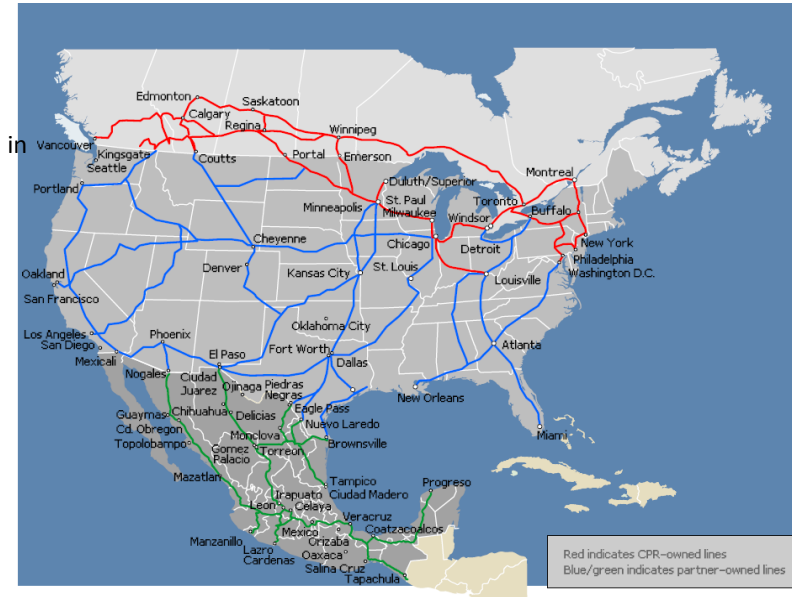 Edmonton
Saskatoon
Calgary
Regina
Winnipeg
in
Vancouver
Kingsgate
Coutts
Portal
Emerson
Seattle
Montreal
Portland
Duluth/Superior
Toronto
St. Paul
Minneapolis
Milwaukee
Windsor
Buffalo
Cheyenne
Chicago
Detroit
New York
Philadelphia
Washington D.C.
Denver
Kansas City
St. Louis
Louisville
Oakland
San Francisco
Oklahoma City
Los Angeles
San Diego
Phoenix
Fort Worth
Atlanta
Mexicali
El Paso
Dallas
Nogales
Ciudad
Juarez
Ojinaga
Piedras
Negras
New Orleans
Eagle Pass
Guaymas
Chihuahua
Delicias
Nuevo Laredo
Miami
Cd. Obregon
Monclova
Brownsville
Topolobampo
Gomez
Palacio
Torreon
Mazatlan
Tampico
Ciudad Madero
Progreso
Irapuato
Leon
Celaya
Veracruz
Coatzacoalcos
Manzanillo
Mexico
Orizaba
Lazro
Cardenas
Oaxaca
Salina Cruz
Tapachula
Red indicates CPR-owned lines
Blue/green indicates partner-owned lines